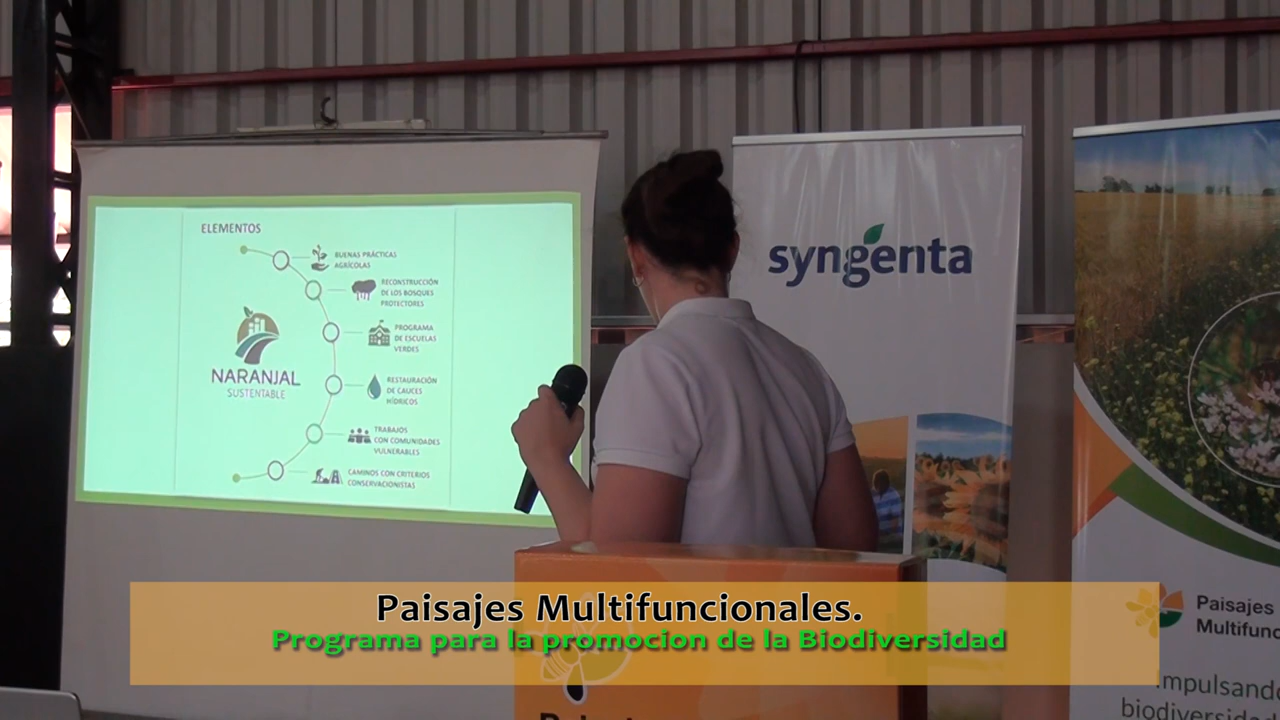 ELEMENTOS
BUENAS PRÁCTICAS
AGRÍCOLAS
RECONSTRUCCIÓN
DE LOS BOSQUES
PROTECTORES
PROGRAMA
DE ESCUELAS
VERDES
NARANJAL
SUSTENTABLE
RESTAURACIÓN
DE CAUCES
HÍDRICOS
TRABAJOS
CON COMUNIDADES
VULNERABLES
CAMINOS CON CRITERIOS
CONSERVACIONISTAS
syngenta
Paisajes Multifuncionales.
Programa para la promocion de la Biodiversidad
Paisajes
Multifunc
Impulsando